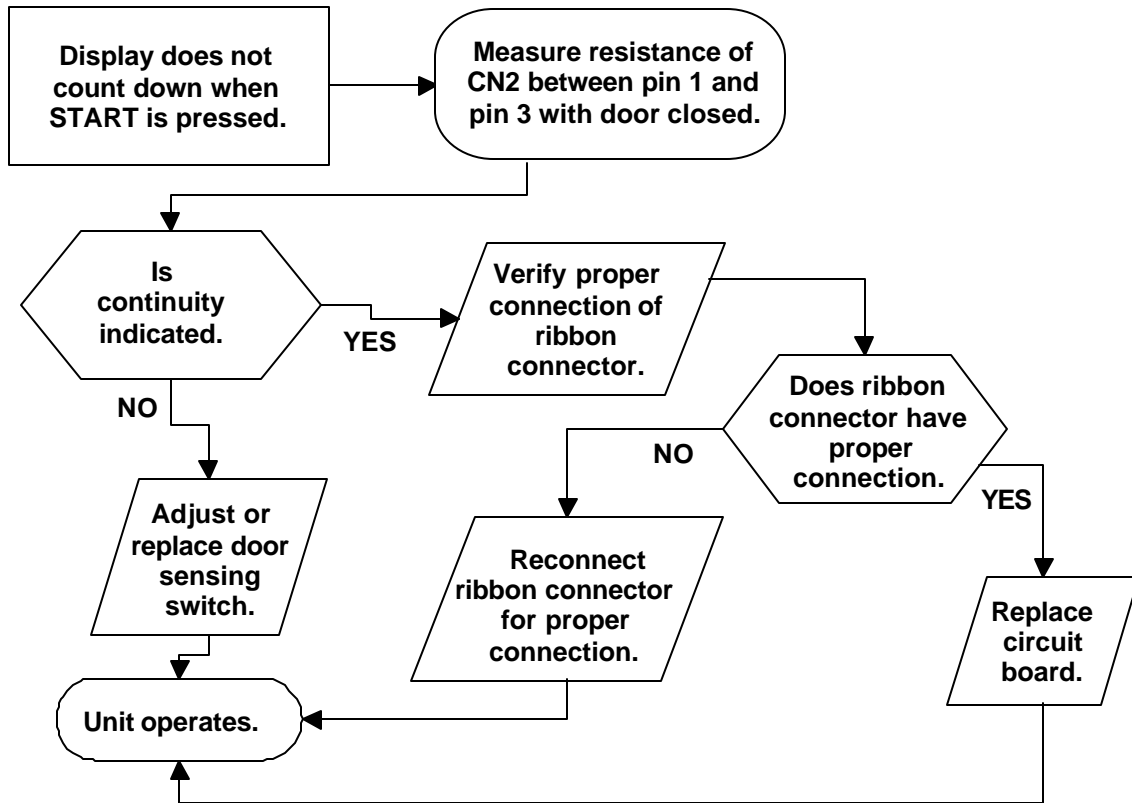 Display does not
count down when
START is pressed.
Measure resistance of
CN2 between pin 1 and
pin 3 with door closed.
Is
continuity
indicated.
YES
Verify proper
connection of
ribbon
connector.
NO
Does ribbon
connector have
proper
connection.
NO
YES
Adjust or
replace door
sensing
switch.
Reconnect
ribbon connector
for proper
connection.
Replace
circuit
board.
Unit operates.